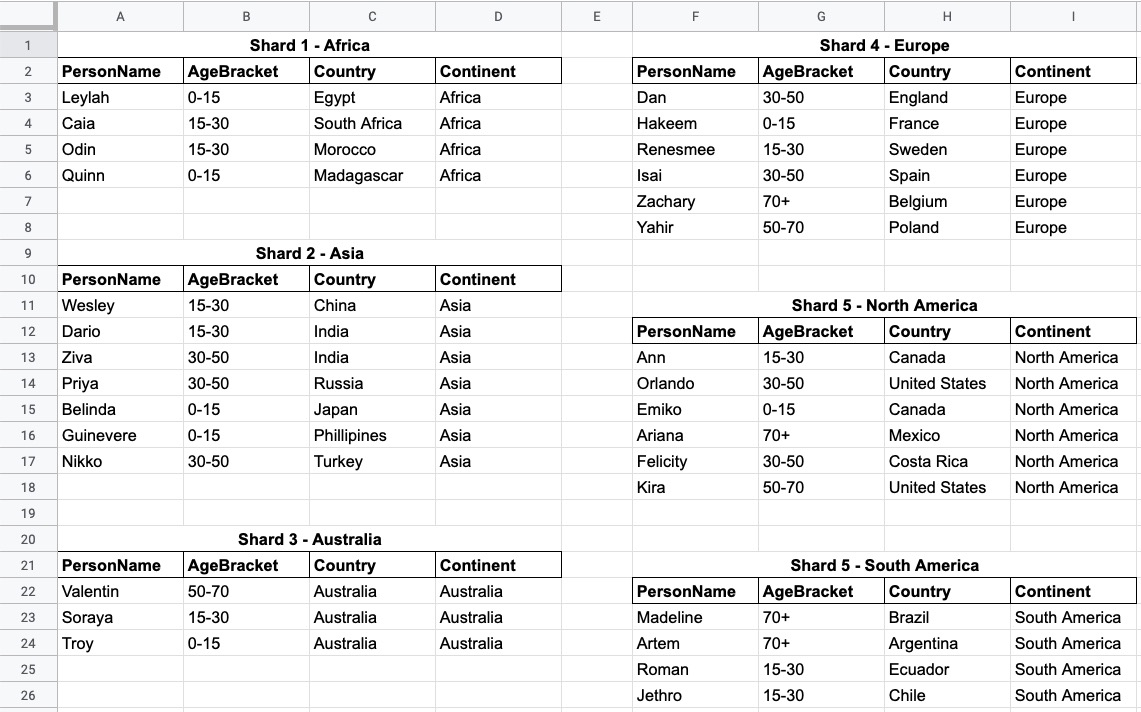 A B C D E F G H I
1 Shard 1 - Africa Shard 4 - Europe
2 PersonName AgeBracket Country Continent PersonName AgeBracket Country Continent
3 Leylah 0-15 Egypt Africa Dan 30-50 England Europe
4 Caia 15-30 South Africa Africa Hakeem 0-15 France Europe
5 Odin 15-30 Morocco Africa Renesmee 15-30 Sweden Europe
6 Quinn 0-15 Madagascar Africa Isai 30-50 Spain Europe
7 Zachary 70+ Belgium Europe
8 Yahir 50-70 Poland Europe
9 Shard 2 - Asia
10 PersonName AgeBracket Country Continent
11 Wesley 15-30 China Asia Shard 5 - North America
12 Dario 15-30 India Asia PersonName AgeBracket Country Continent
13 Ziva 30-50 India Asia Ann 15-30 Canada North America
14 Priya 30-50 Russia Asia Orlando 30-50 United States North America
15 Belinda 0-15 Japan Asia Emiko 0-15 Canada North America
16 Guinevere 0-15 Phillipines Asia Ariana 70+ Mexico North America
17 Nikko 30-50 Turkey Asia Felicity 30-50 Costa Rica North America
18 Kira 50-70 United States North America
19
20 Shard 3 - Australia
21 PersonName AgeBracket Country Continent Shard 5 - South America
22 Valentin 50-70 Australia Australia PersonName AgeBracket Country Continent
23 Soraya 15-30 Australia Australia Madeline 70+ Brazil South America
24 Troy 0-15 Australia Australia Artem 70+ Argentina South America
25 Roman 15-30 Ecuador South America
26 Jethro 15-30 Chile South America